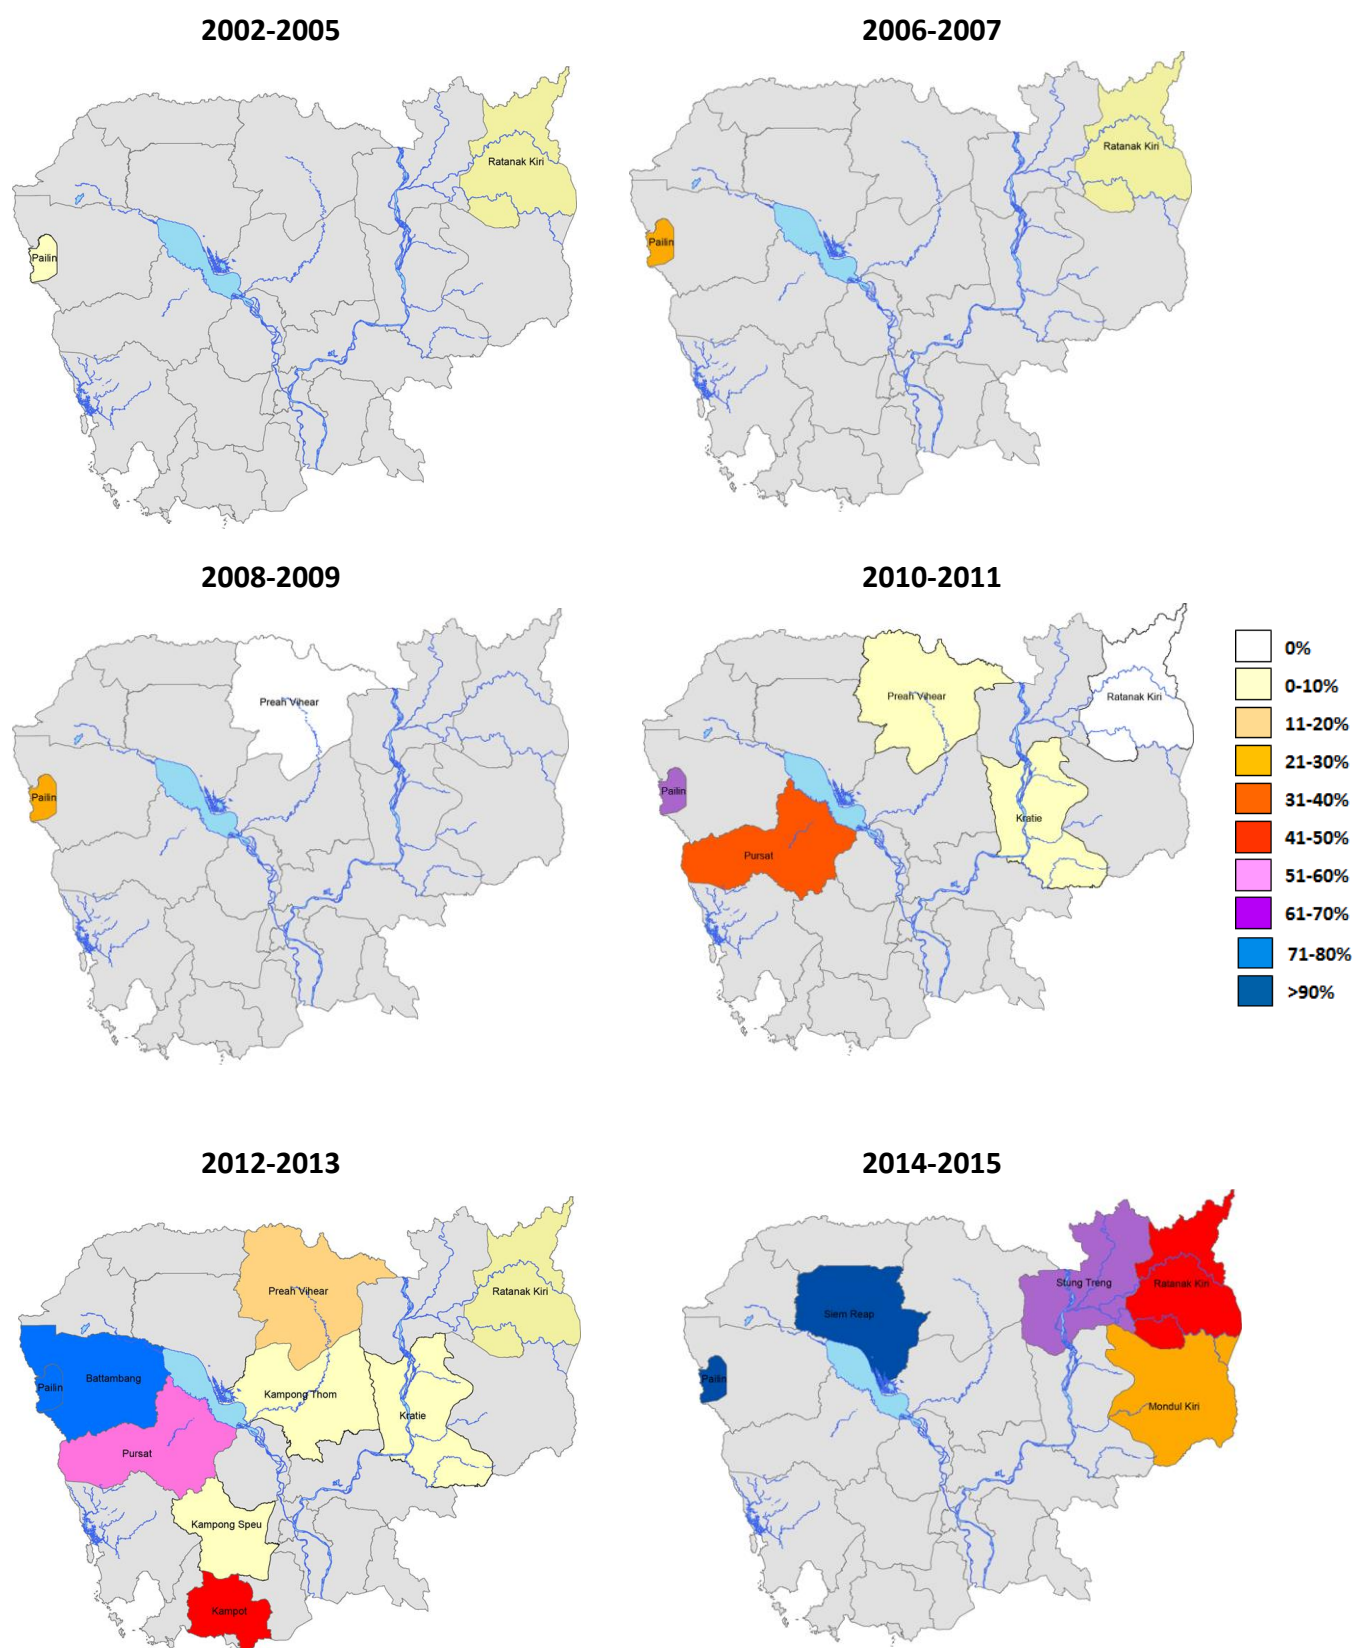 2002-2005
2006-2007
Ratanak Kiri
Pailin
Ratanak Kiri
Pailin
2008-2009
2010-2011
Preah Vihear
Pailin
Preah Vihear
Ratanak Kiri
Pailin
Kratie
Pursat
0%
0-10%
11-20%
21-30%
31-40%
41-50%
51-60%
61-70%
71-80%
>90%
2012-2013
2014-2015
Preah Vihear
Ratanak Kiri
Battambang
Pailin
Kampong Thom
Kratie
Pursat
Kampong Speu
Kampot
Stung Treng
Ratanak Kiri
Siem Reap
Pailin
Mondul Kiri